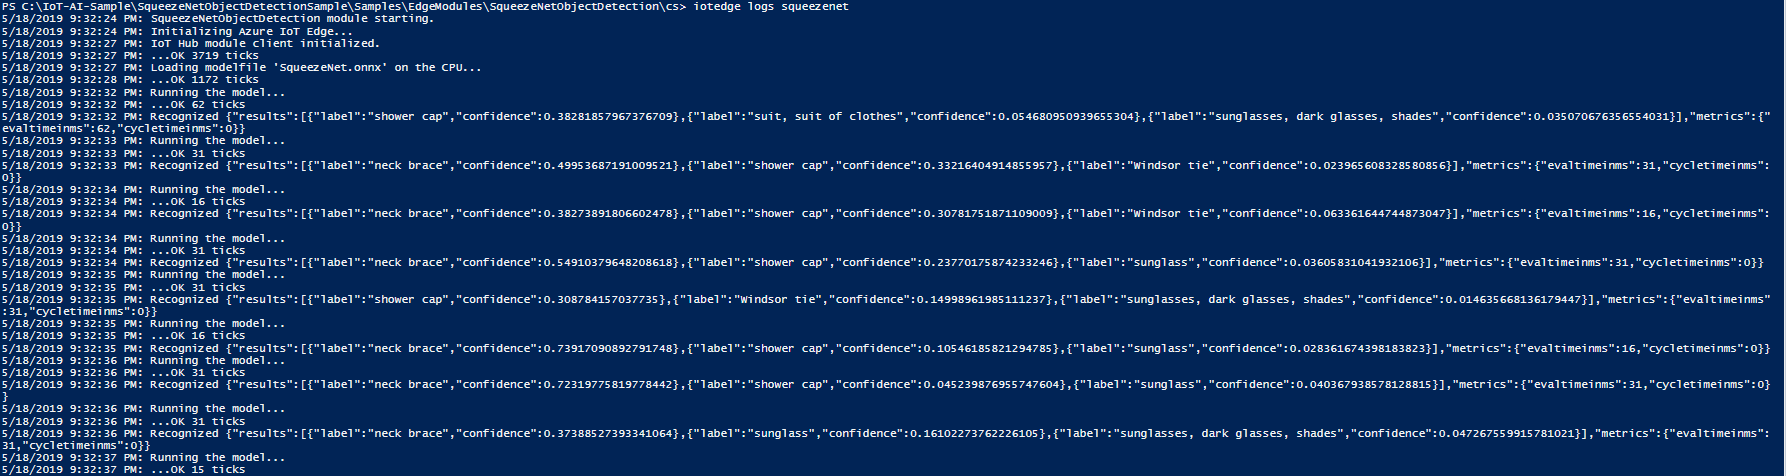 PS C:\IoT-AI-Sample\SqueezeNetObjectDetectionSample\Samples\EdgeModules\SqueezeNetObjectDetection\cs> iotedge logs squeezenet
5/18/2019 9:32:24 PM: SqueezeNetObjectDetection module starting.
5/18/2019 9:32:24 PM: Initializing Azure IoT Edge...
5/18/2019 9:32:27 PM: IoT Hub module client initialized.
5/18/2019 9:32:27 PM: ...OK 3719 ticks
5/18/2019 9:32:27 PM: Loading modelfile 'SqueezeNet.onnx' on the CPU...
5/18/2019 9:32:28 PM: ...OK 1172 ticks
5/18/2019 9:32:32 PM: Running the model...
5/18/2019 9:32:32 PM: ...OK 62 ticks
5/18/2019 9:32:32 PM: Recognized {"results":[{"label":"shower cap","confidence":0.38281857967376709},{"label":"suit, suit of clothes","confidence":0.054680950939655304},{"label":"sunglasses, dark glasses, shades","confidence":0.035070676356554031}],"metrics":{"
evaltimeinms":62,"cycletimeinms":0}}
5/18/2019 9:32:33 PM: Running the model...
5/18/2019 9:32:33 PM: ...OK 31 ticks
5/18/2019 9:32:33 PM: Recognized {"results":[{"label":"neck brace","confidence":0.49953687191009521},{"label":"shower cap","confidence":0.33216404914855957},{"label":"Windsor tie","confidence":0.023965608328580856}],"metrics":{"evaltimeinms":31,"cycletimeinms":
0}}
5/18/2019 9:32:34 PM: Running the model...
5/18/2019 9:32:34 PM: ...OK 16 ticks
5/18/2019 9:32:34 PM: Recognized {"results":[{"label":"neck brace","confidence":0.38273891806602478},{"label":"shower cap","confidence":0.30781751871109009},{"label":"Windsor tie","confidence":0.063361644744873047}],"metrics":{"evaltimeinms":16,"cycletimeinms":
0}}
5/18/2019 9:32:34 PM: Running the model...
5/18/2019 9:32:34 PM: ...OK 31 ticks
5/18/2019 9:32:34 PM: Recognized {"results":[{"label":"neck brace","confidence":0.54910379648208618},{"label":"shower cap","confidence":0.23770175874233246},{"label":"sunglass","confidence":0.03605831041932106}],"metrics":{"evaltimeinms":31,"cycletimeinms":0}}
5/18/2019 9:32:35 PM: Running the model...
5/18/2019 9:32:35 PM: ...OK 31 ticks
5/18/2019 9:32:35 PM: Recognized {"results":[{"label":"shower cap","confidence":0.308784157037735},{"label":"Windsor tie","confidence":0.14998961985111237},{"label":"sunglasses, dark glasses, shades","confidence":0.014635668136179447}],"metrics":{"evaltimeinms"
:31,"cycletimeinms":0}}
5/18/2019 9:32:35 PM: Running the model...
5/18/2019 9:32:35 PM: ...OK 16 ticks
5/18/2019 9:32:35 PM: Recognized {"results":[{"label":"neck brace","confidence":0.73917090892791748},{"label":"shower cap","confidence":0.10546185821294785},{"label":"sunglass","confidence":0.028361674398183823}],"metrics":{"evaltimeinms":16,"cycletimeinms":0}}
5/18/2019 9:32:36 PM: Running the model...
5/18/2019 9:32:36 PM: ...OK 31 ticks
5/18/2019 9:32:36 PM: Recognized {"results":[{"label":"neck brace","confidence":0.72319775819778442},{"label":"shower cap","confidence":0.045239876955747604},{"label":"sunglass","confidence":0.040367938578128815}],"metrics":{"evaltimeinms":31,"cycletimeinms":0}
}
5/18/2019 9:32:36 PM: Running the model...
5/18/2019 9:32:36 PM: ...OK 31 ticks
5/18/2019 9:32:36 PM: Recognized {"results":[{"label":"neck brace","confidence":0.37388527393341064},{"label":"sunglass","confidence":0.16102273762226105},{"label":"sunglasses, dark glasses, shades","confidence":0.047267559915781021}],"metrics":{"evaltimeinms":
31,"cycletimeinms":0}}
5/18/2019 9:32:37 PM: Running the model...
5/18/2019 9:32:37 PM: ...OK 15 ticks